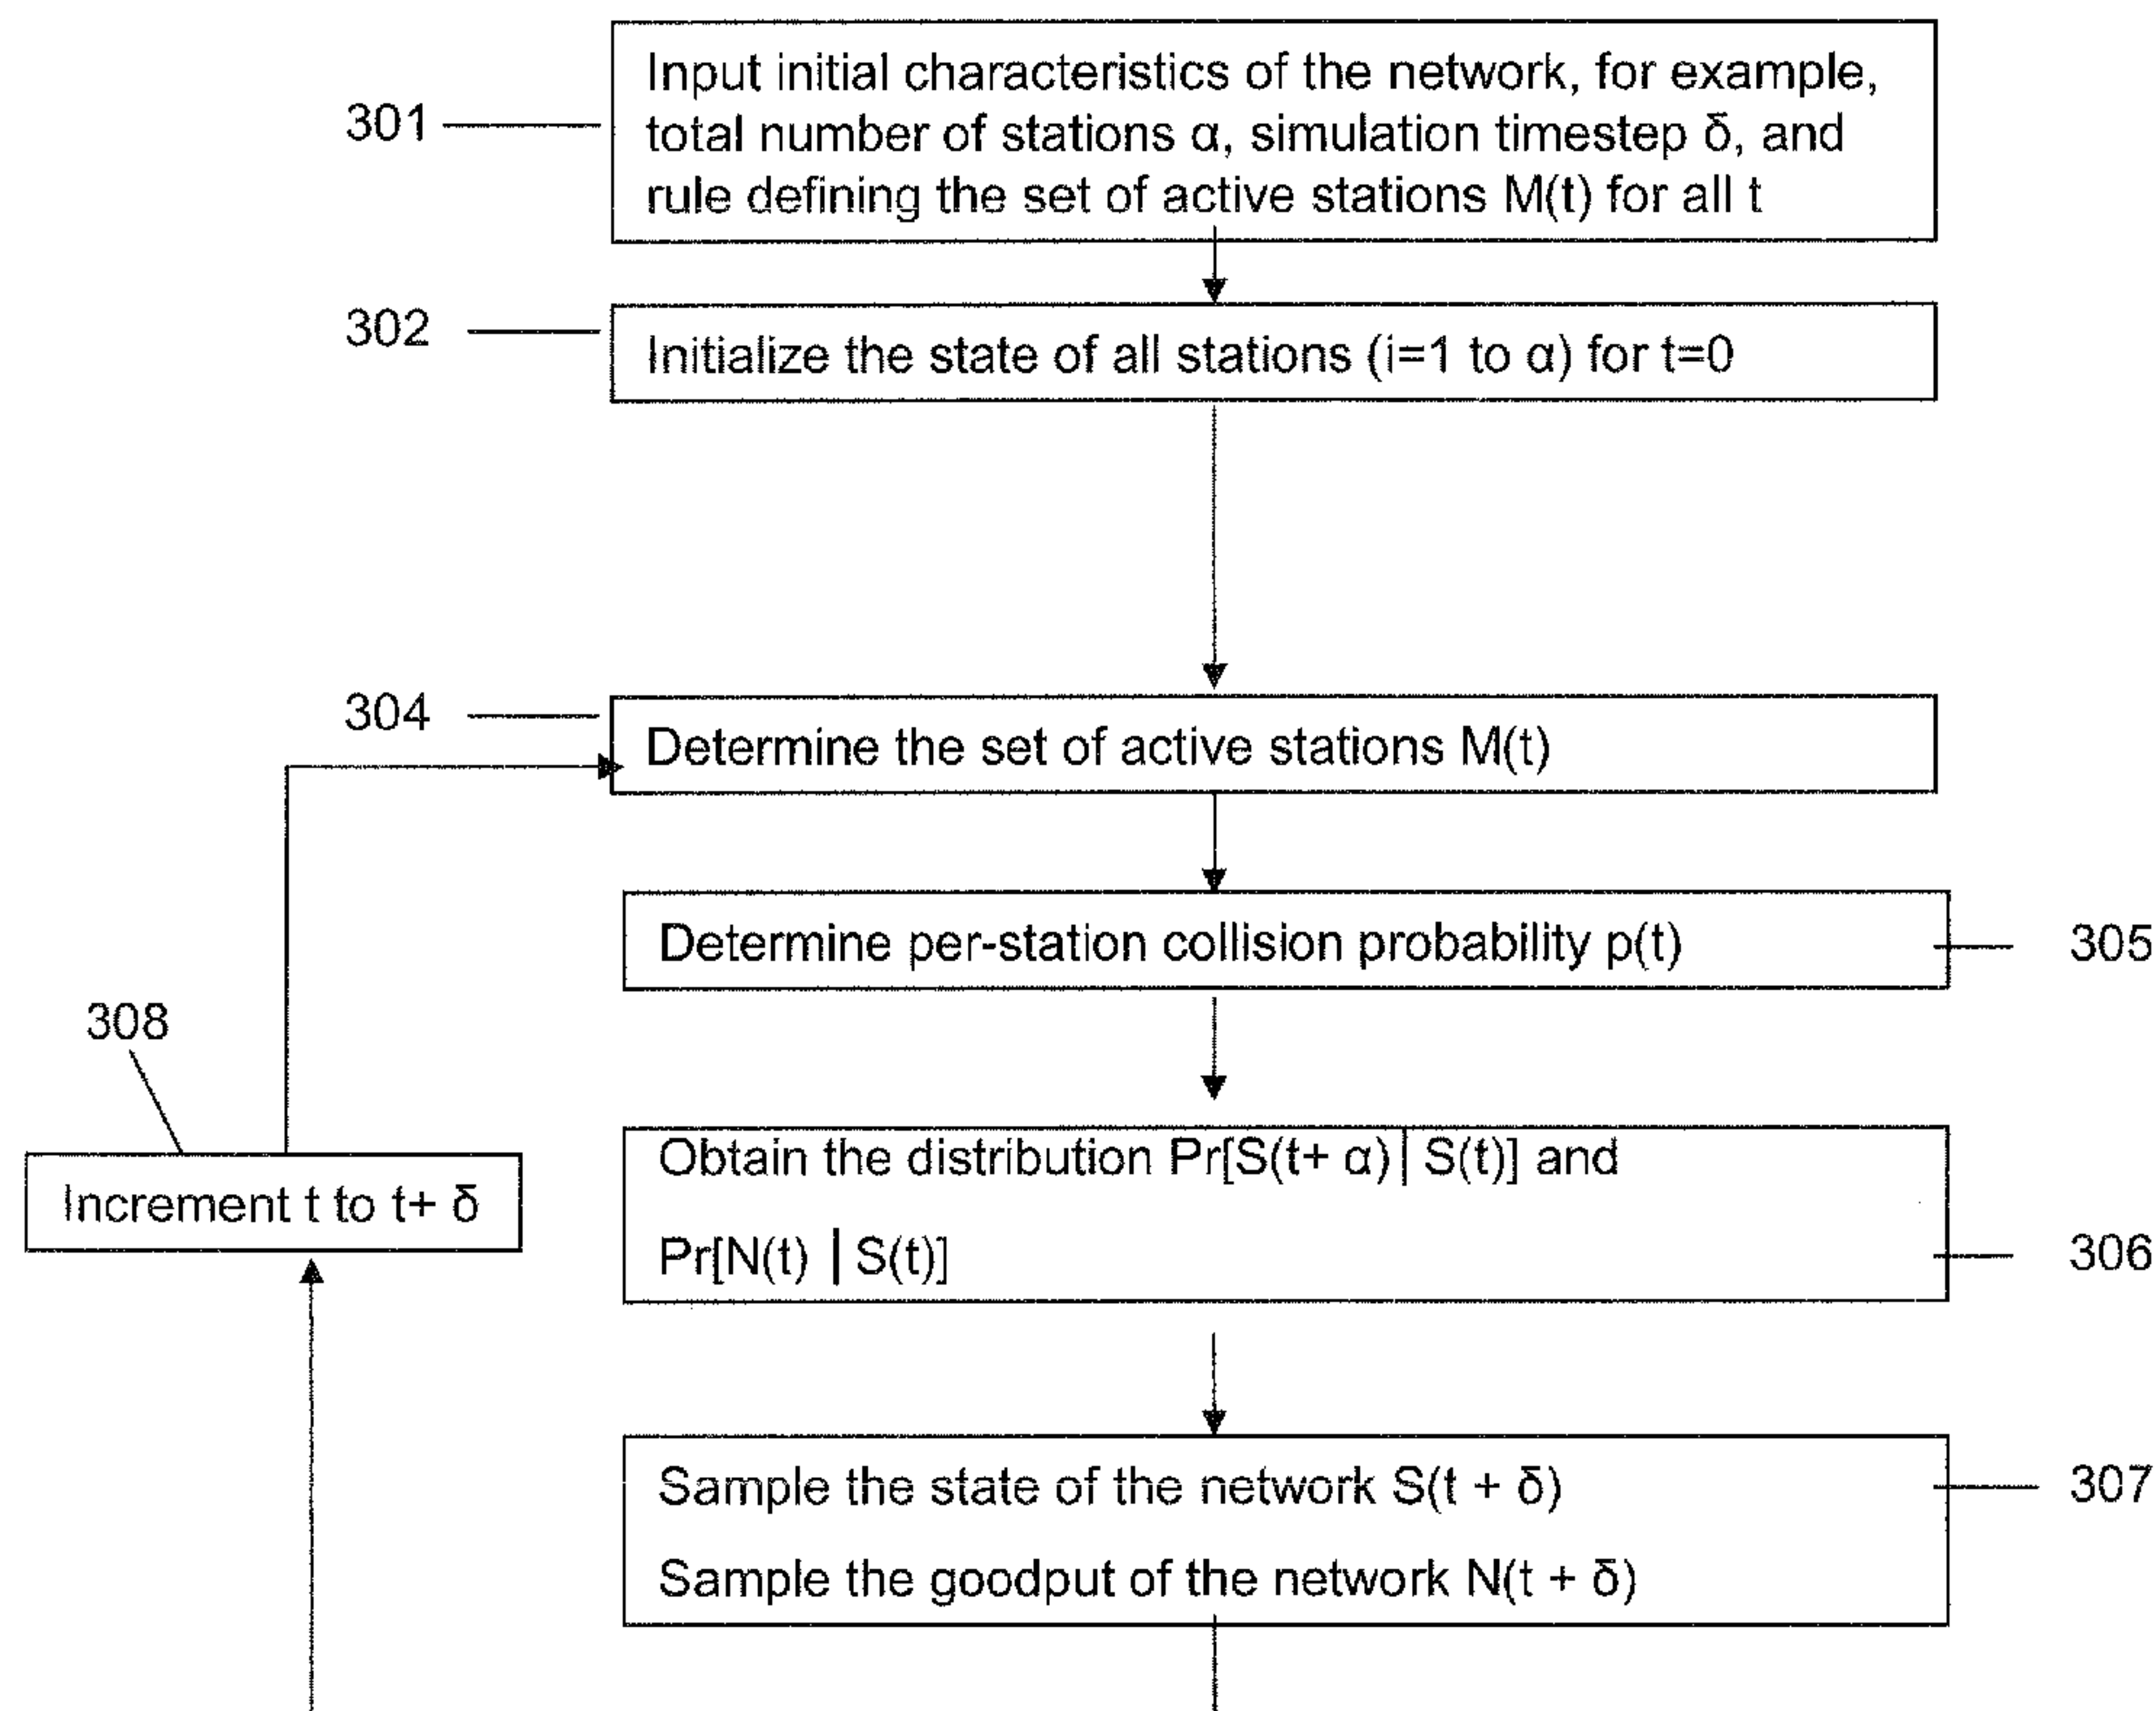 301
Input initial characteristics of the network, for example,
total number of stations α, simulation timestep δ, and
rule defining the set of active stations M(t) for all t
302
Initialize the state of all stations (i=1 to α) for t=0
304
Determine the set of active stations M(t)
Determine per-station collision probability p(t)
305
308
Increment t to t+ δ
Obtain the distribution Pr[S(t+ α)| S(t)] and
Pr[N(t) | S(t)]
306
Sample the state of the network S(t + δ)
307
Sample the goodput of the network N(t + δ)